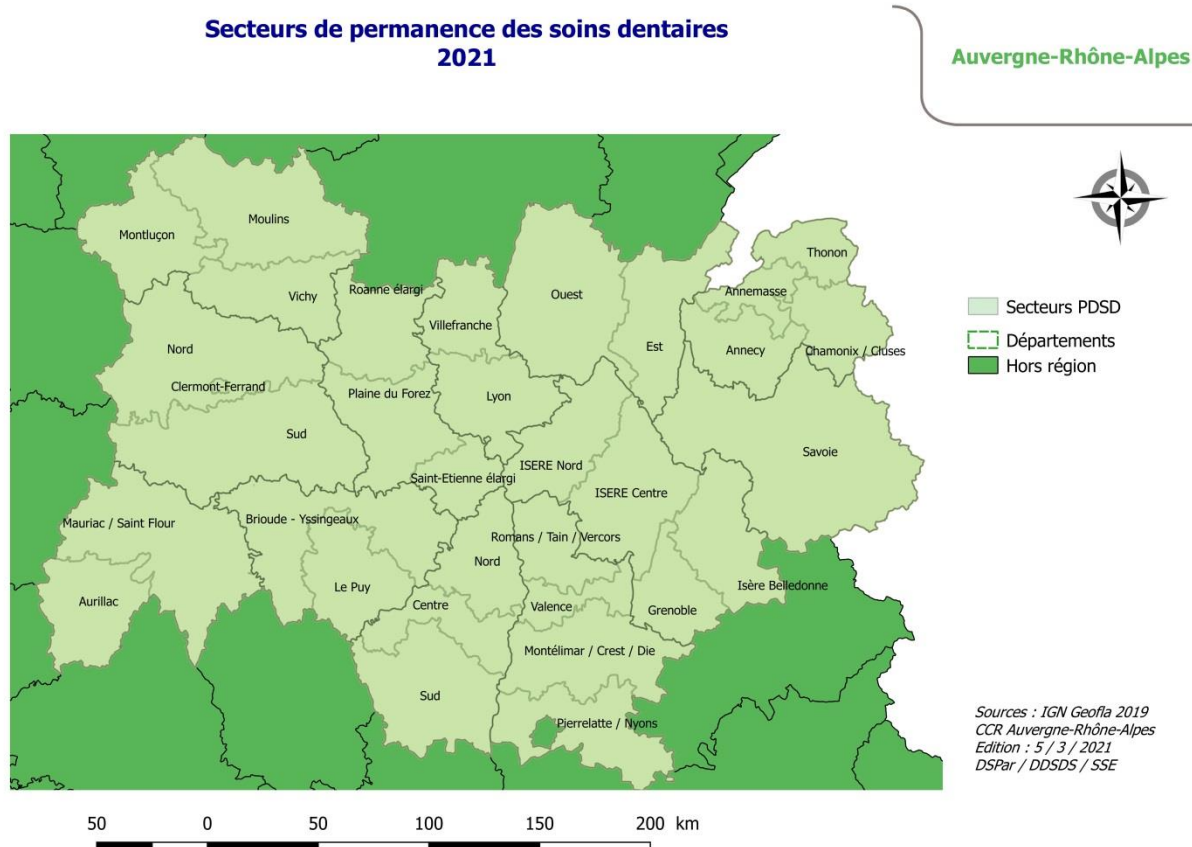 Secteurs de permanence des soins dentaires
2021
Auvergne-Rhône-Alpes
Moulins
Montluçon
Thonon
Vichy
Roanne élargi
Ouest
Annemasse
Villefranche
Nord
Est
Annecy
Chamonix / Cluses
Clermont-Ferrand
Plaine du Forez
Lyon
Sud
Savoie
Saint-Etienne élargi
ISERE Nord
ISERE Centre
Mauriac / Saint Flour
Brioude - Yssingeaux
Romans / Tain / Vercors
Nord
Le Puy
Isère Belledonne
Aurillac
Centre
Valence
Grenoble
Montélimar / Crest / Die
Sud
Pierrelatte / Nyons
Secteurs PDSD
Départements
Hors région
Sources : IGN Geofla 2019
CCR Auvergne-Rhône-Alpes
Edition : 5 / 3 / 2021
DSPar / DDSDS / SSE
50 0 50 100 150 200 km